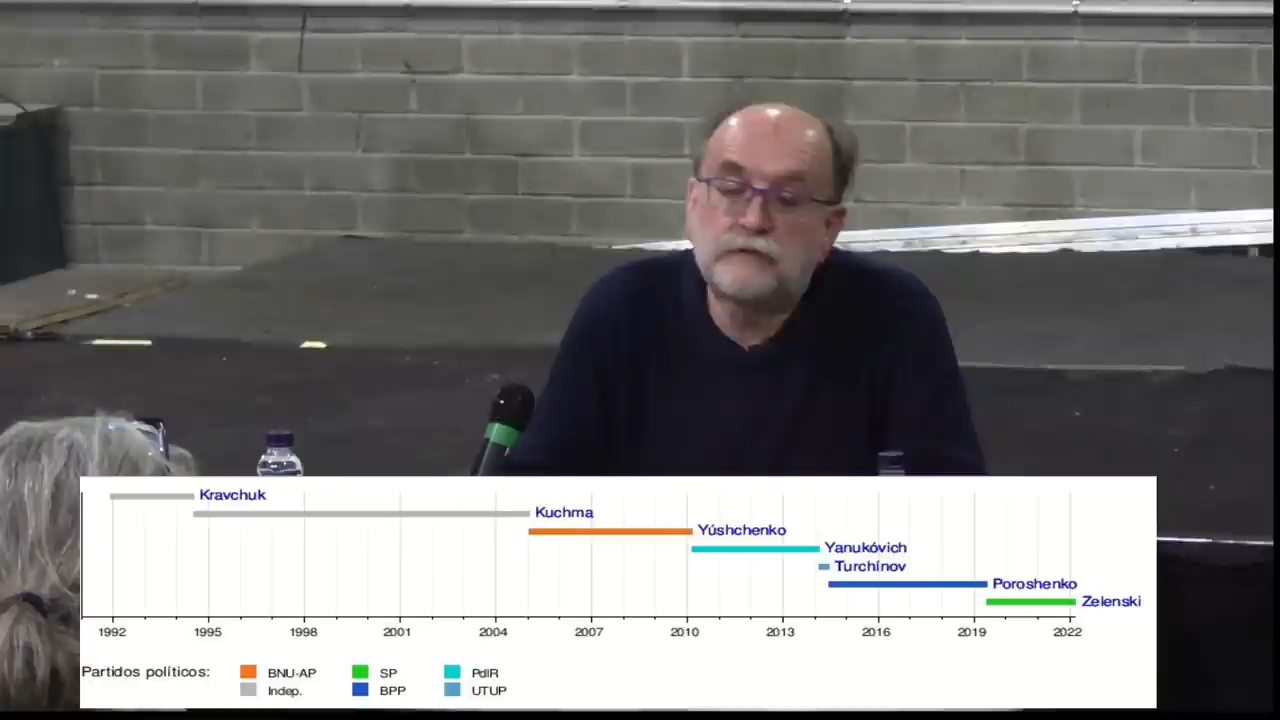 Kravchuk
Kuchma
Yúshchenko
Yanukóvich
Turchínov
Poroshenko
Zelenski
1992 1995 1998 2001 2004 2007 2010 2013 2016 2019 2022
Partidos políticos: BNU-AP SP PdlR
Indep. BPP UTUP